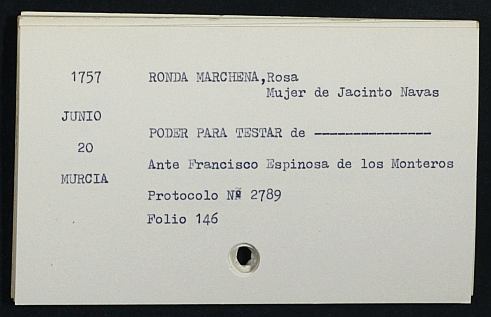 1757 RONDA MARCHENA,Rosa
Mujer de Jacinto Navas
JUNIO
PODER PARA TESTAR de ---------------
20
Ante Francisco Espinosa de los Monteros
MURCIA
Protocolo Nº 2789
Folio 146